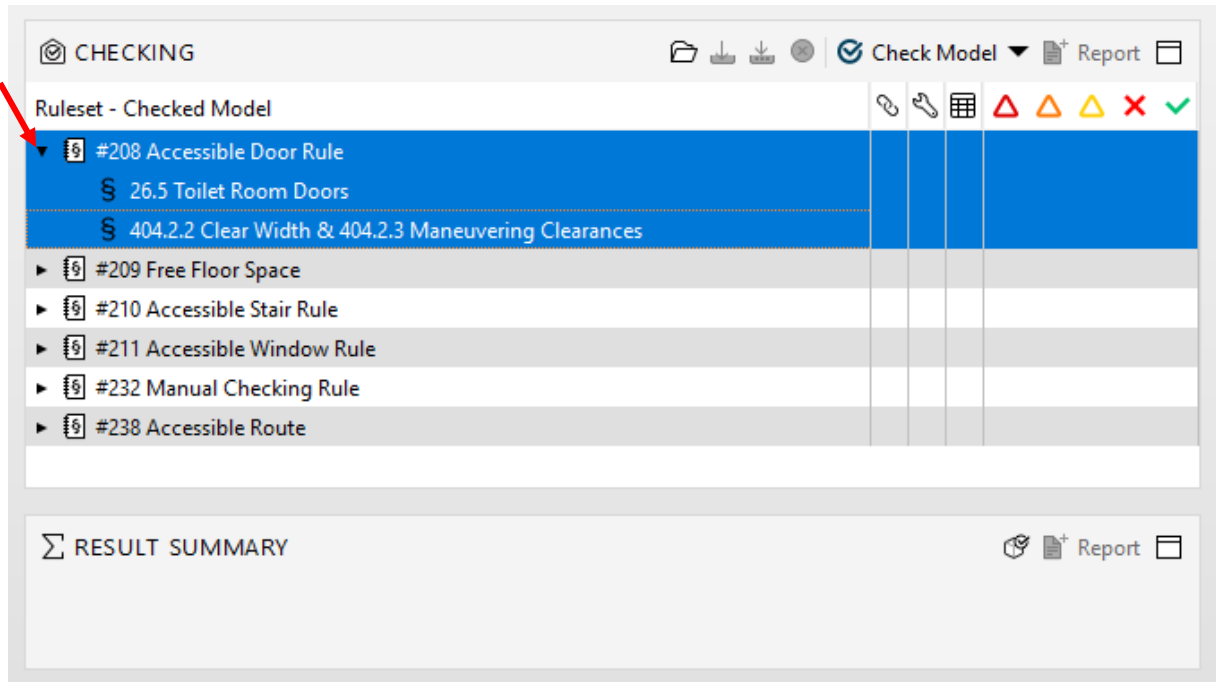 CHECKING
Check Model
Report
Ruleset - Checked Model
#208 Accessible Door Rule
§ 26.5 Toilet Room Doors
§ 404.2.2 Clear Width & 404.2.3 Maneuvering Clearances
#209 Free Floor Space
#210 Accessible Stair Rule
#211 Accessible Window Rule
#232 Manual Checking Rule
#238 Accessible Route
∑ RESULT SUMMARY
Report